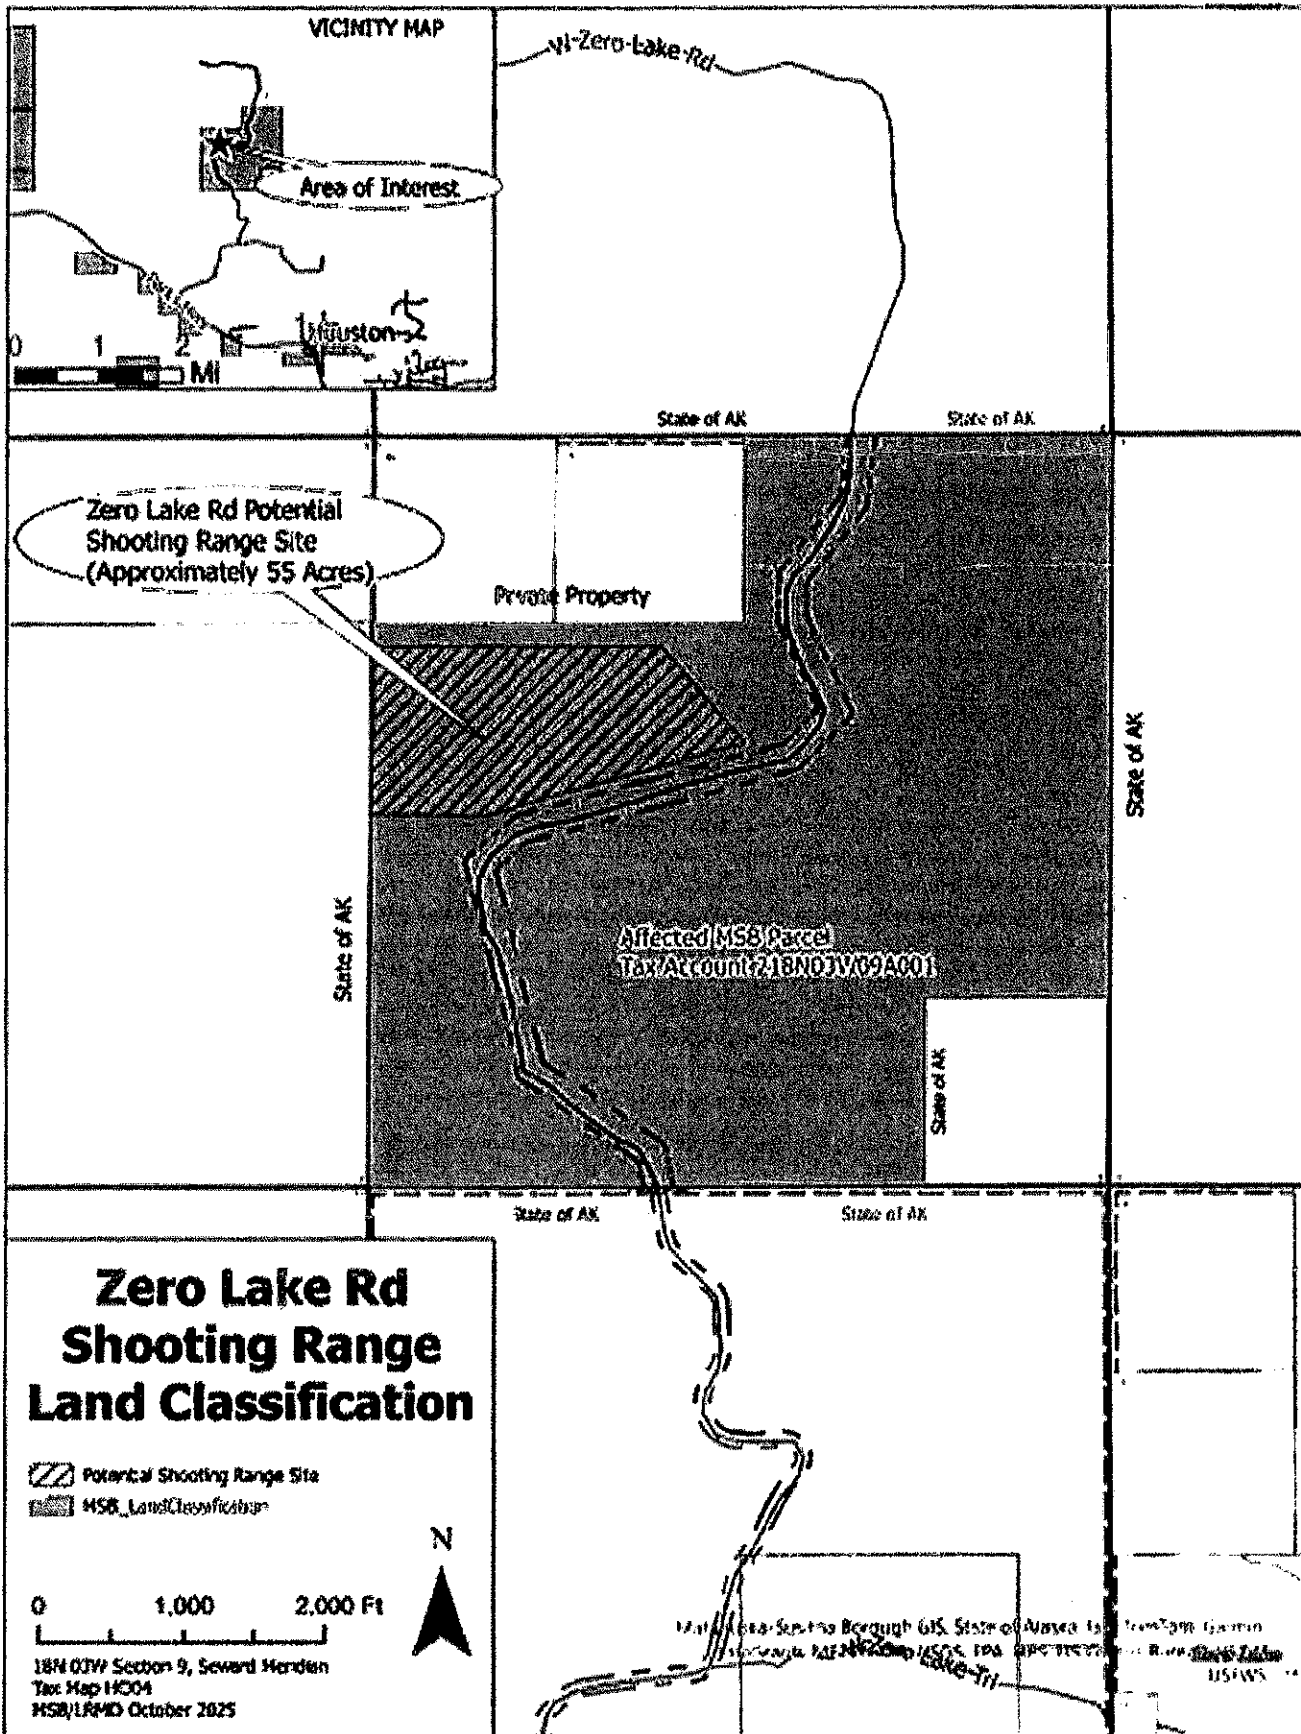 VICINITY MAP
Area of Interest
0 1 2
Mi
Houston
W-Zero-Lake-Rd
State of AK
State of AK
Zero Lake Rd Potential
Shooting Range Site
(Approximately 55 Acres)
Private Property
State of AK
State of AK
Affected MSB Parcel
Tax Account 218N03W09A001
State of AK
State of AK
State of AK
Zero Lake Rd
Shooting Range
Land Classification
Potential Shooting Range Site
MSB_LandClassification
N
0 1,000 2,000 Ft
18N 03W Section 9, Seward Meridian
Tax Map HO04
MSB/LRMD October 2025
Borough GIS, State of Alaska
USGS, EPA
Lake-Trl
USFWS